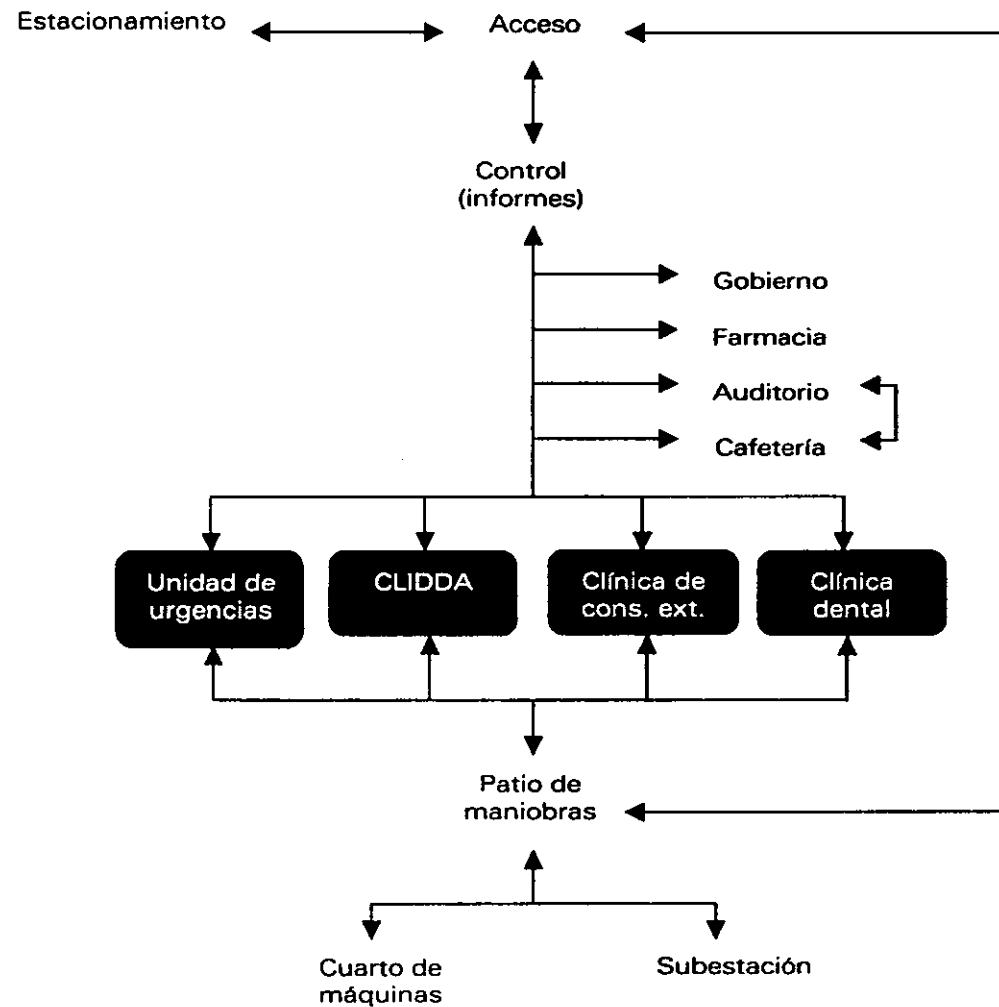 Estacionamiento
Acceso
Control
(informes)
Gobierno
Farmacia
Auditorio
Cafetería
Unidad de
urgencias
CLIDDA
Clínica de
cons. ext.
Clínica
dental
Patio de
maniobras
Cuarto de
máquinas
Subestación